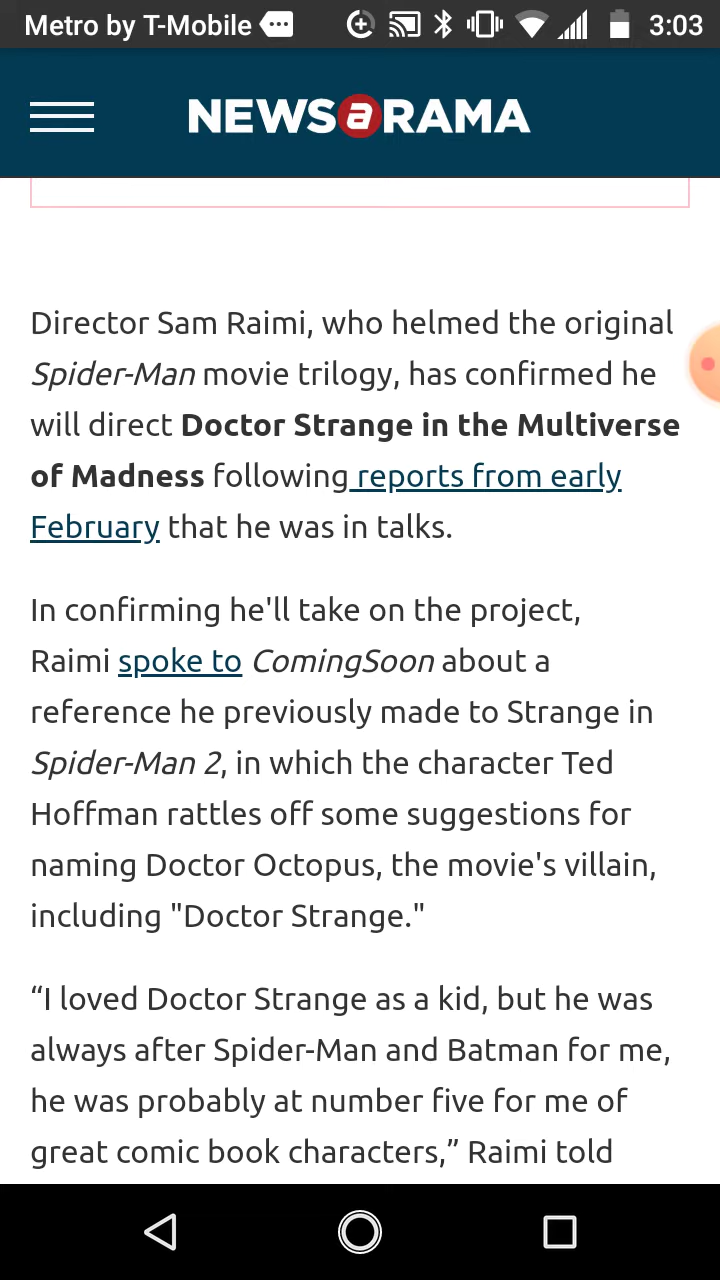 Metro by T-Mobile 3:03
NEWSaRAMA
Director Sam Raimi, who helmed the original
Spider-Man movie trilogy, has confirmed he
will direct Doctor Strange in the Multiverse
of Madness following reports from early
February that he was in talks.
In confirming he'll take on the project,
Raimi spoke to ComingSoon about a
reference he previously made to Strange in
Spider-Man 2, in which the character Ted
Hoffman rattles off some suggestions for
naming Doctor Octopus, the movie's villain,
including "Doctor Strange."
“I loved Doctor Strange as a kid, but he was
always after Spider-Man and Batman for me,
he was probably at number five for me of
great comic book characters,” Raimi told